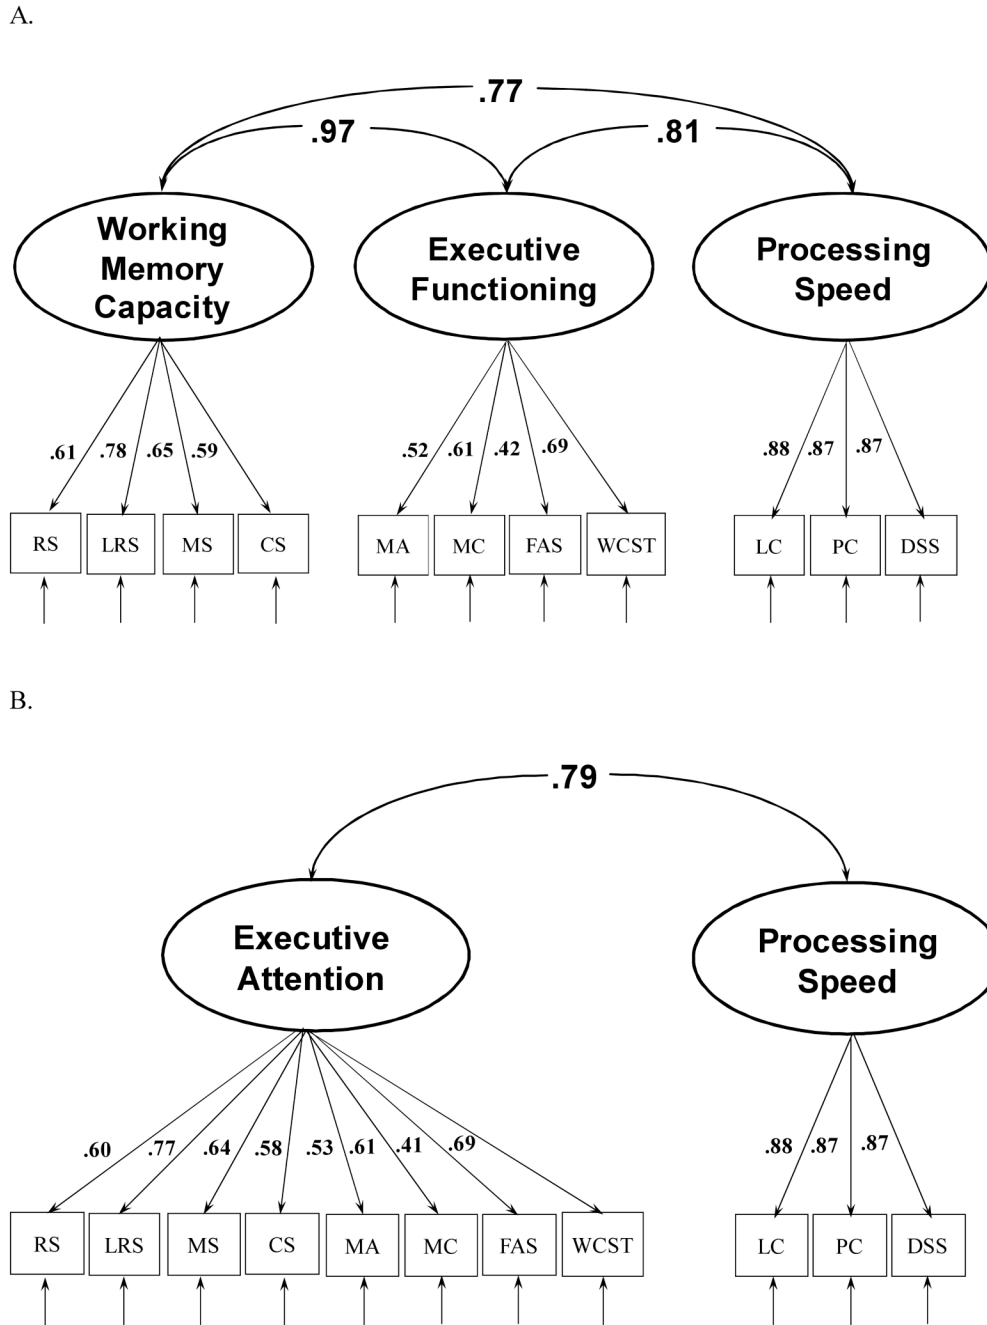 A.
.77
.97
.81
Working
Memory
Capacity
Executive
Functioning
Processing
Speed
.61 .78 .65 .59
.52 .61 .42 .69
.88 .87 .87
RS LRS MS CS
MA MC FAS WCST
LC PC DSS
B.
.79
Executive
Attention
Processing
Speed
.60 .77 .64 .58 .53 .61 .41 .69
.88 .87 .87
RS LRS MS CS MA MC FAS WCST
LC PC DSS